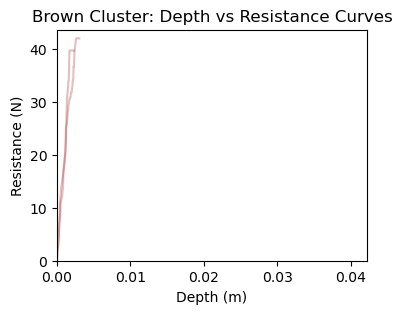 Brown Cluster: Depth vs Resistance Curves
Resistance (N)
40
30
20
10
0
0.00 0.01 0.02 0.03 0.04
Depth (m)